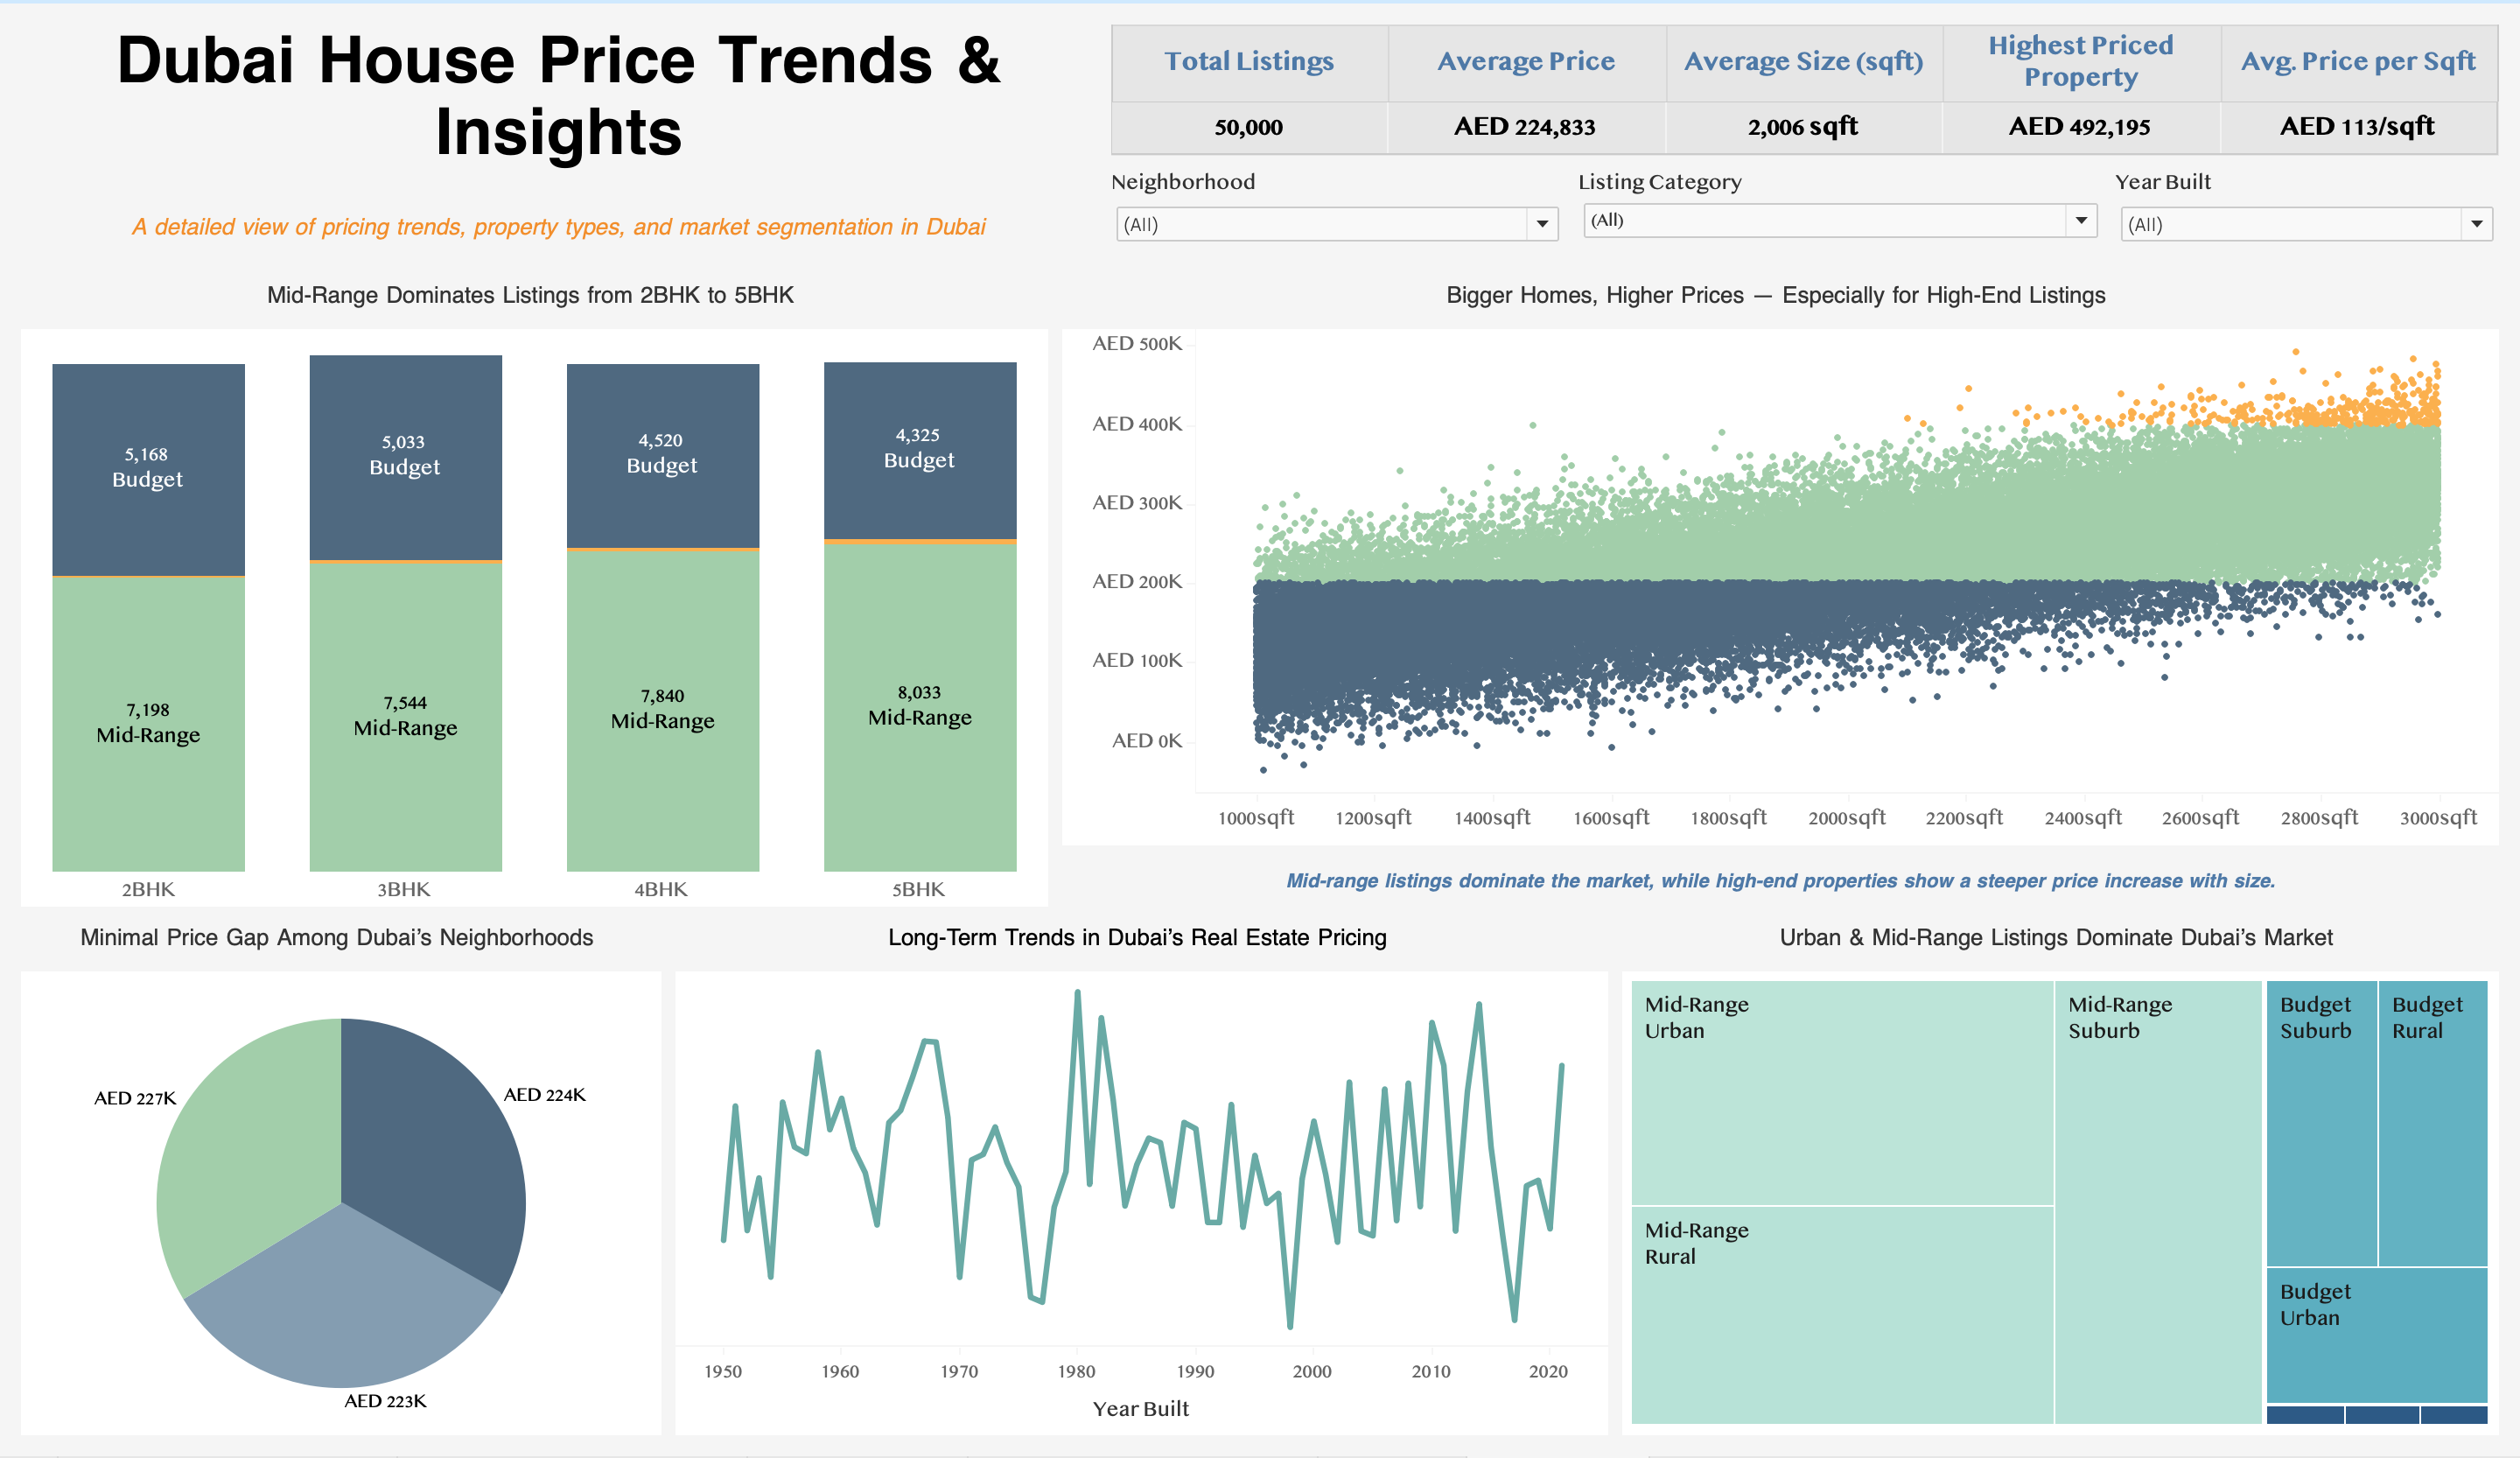 Dubai House Price Trends &
Insights
A detailed view of pricing trends, property types, and market segmentation in Dubai
Total Listings
Average Price
Average Size (sqft)
Highest Priced
Property
Avg. Price per Sqft
50,000
AED 224,833
2,006 sqft
AED 492,195
AED 113/sqft
Neighborhood
(All)
Listing Category
(All)
Year Built
(All)
Mid-Range Dominates Listings from 2BHK to 5BHK
5,168
Budget
7,198
Mid-Range
2BHK
5,033
Budget
7,544
Mid-Range
3BHK
4,520
Budget
7,840
Mid-Range
4BHK
4,325
Budget
8,033
Mid-Range
5BHK
Bigger Homes, Higher Prices — Especially for High-End Listings
AED 500K
AED 400K
AED 300K
AED 200K
AED 100K
AED 0K
1000sqft
1200sqft
1400sqft
1600sqft
1800sqft
2000sqft
2200sqft
2400sqft
2600sqft
2800sqft
3000sqft
Mid-range listings dominate the market, while high-end properties show a steeper price increase with size.
Minimal Price Gap Among Dubai’s Neighborhoods
AED 227K
AED 224K
AED 223K
Long-Term Trends in Dubai’s Real Estate Pricing
1950
1960
1970
1980
1990
2000
2010
2020
Year Built
Urban & Mid-Range Listings Dominate Dubai’s Market
Mid-Range
Urban
Mid-Range
Rural
Mid-Range
Suburb
Budget
Suburb
Budget
Rural
Budget
Urban